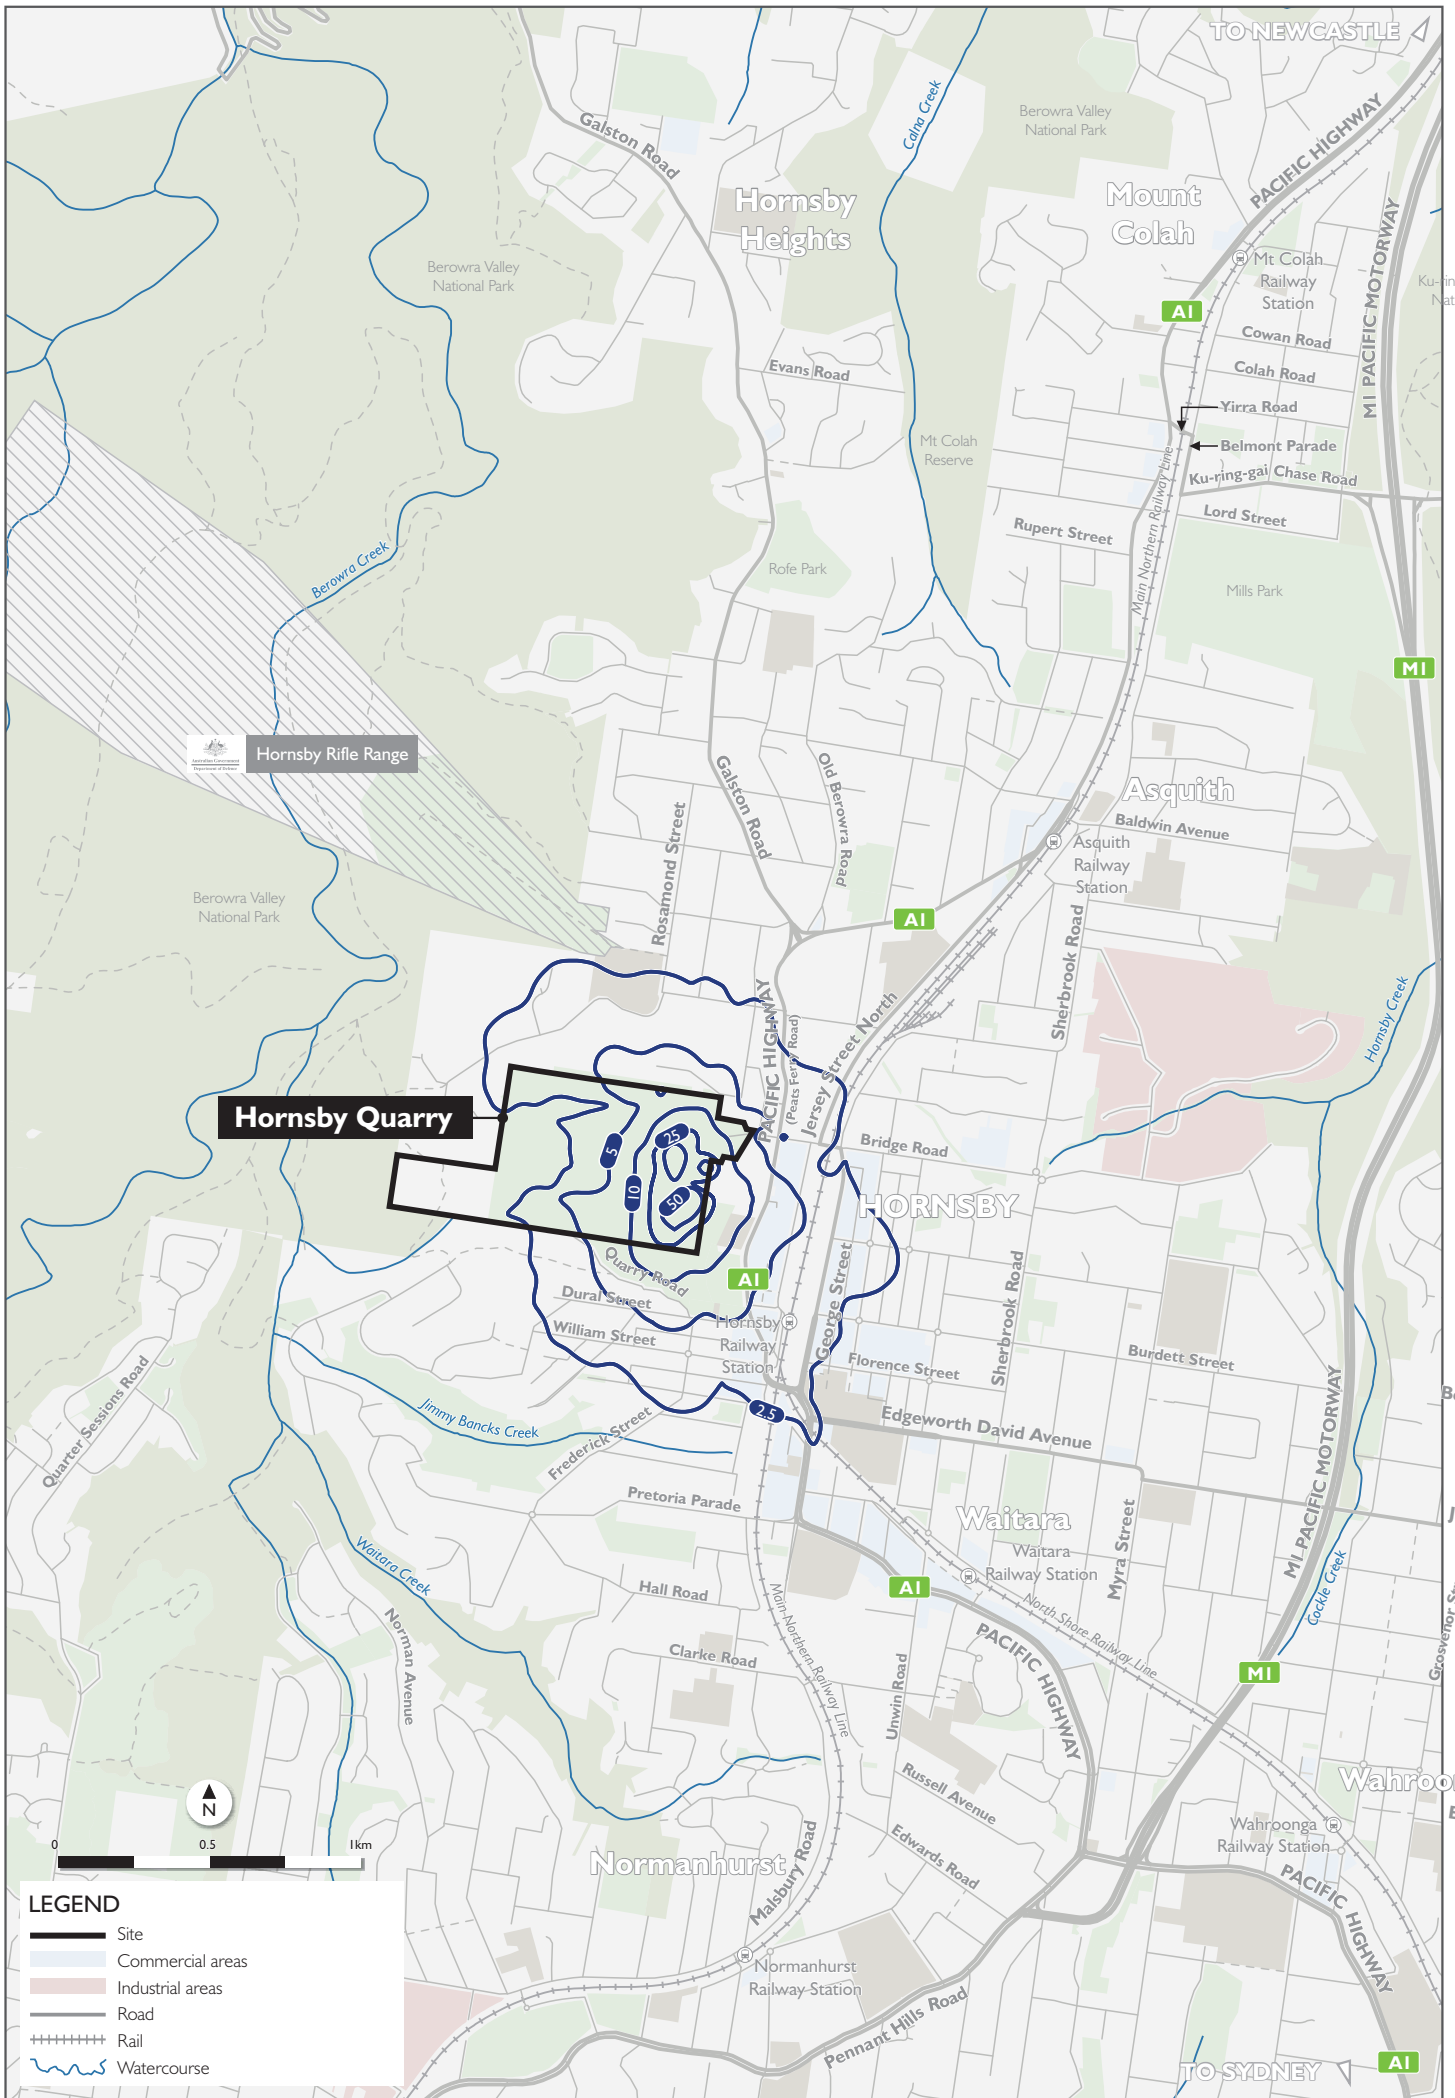 TO NEWCASTLE
Calna Creek
Berowra Valley
National Park
PACIFIC HIGHWAY
Galston Road
Hornsby
Heights
Mount
Colah
MI PACIFIC MOTORWAY
Mt Colah
Railway
Station
Berowra Valley
National Park
A1
Cowan Road
Evans Road
Colah Road
Yirra Road
Mt Colah
Reserve
Belmont Parade
Ku-ring-gai Chase Road
Main Northern Railway Line
Lord Street
Rupert Street
Berowra Creek
Rofe Park
Mills Park
M1
Hornsby Rifle Range
Australian Government
Department of Defence
Galston Road
Old Berowra Road
Asquith
Rosamond Street
Baldwin Avenue
Asquith
Railway
Station
Berowra Valley
National Park
A1
Sherbrook Road
PACIFIC HIGHWAY
(Peats Ferry Road)
Jersey Street North
Hornsby Creek
Hornsby Quarry
25
5
10
50
Bridge Road
HORNSBY
Quarry Road
A1
Dural Street
George Street
Sherbrook Road
William Street
Hornsby
Railway
Station
Florence Street
Burdett Street
2.5
Edgeworth David Avenue
Jimmy Bancks Creek
Frederick Street
Quarter Sessions Road
MI PACIFIC MOTORWAY
Pretoria Parade
Waitara
Waitara
Railway Station
Myra Street
Waitara Creek
Hall Road
A1
Cockle Creek
North Shore Railway Line
Norman Avenue
Main Northern Railway Line
PACIFIC HIGHWAY
Clarke Road
Unwin Road
M1
Grosvenor
Russell Avenue
N
0
0.5
1km
Wahroo
Wahroonga
Railway Station
Edwards Road
Malsbury Road
Normanhurst
PACIFIC HIGHWAY
LEGEND
Site
Commercial areas
Industrial areas
Road
Rail
Watercourse
Normanhurst
Railway Station
Pennant Hills Road
TO SYDNEY
A1